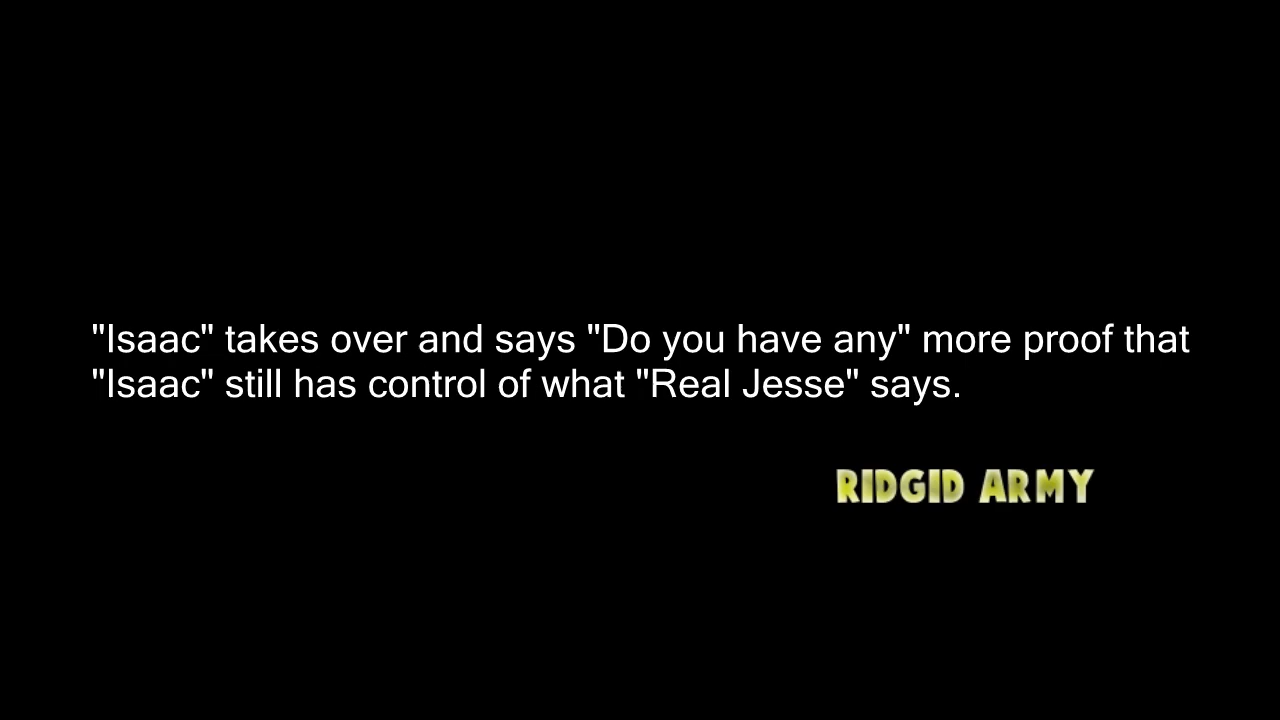 "Isaac" takes over and says "Do you have any" more proof that
"Isaac" still has control of what "Real Jesse" says.
RIDGID ARMY